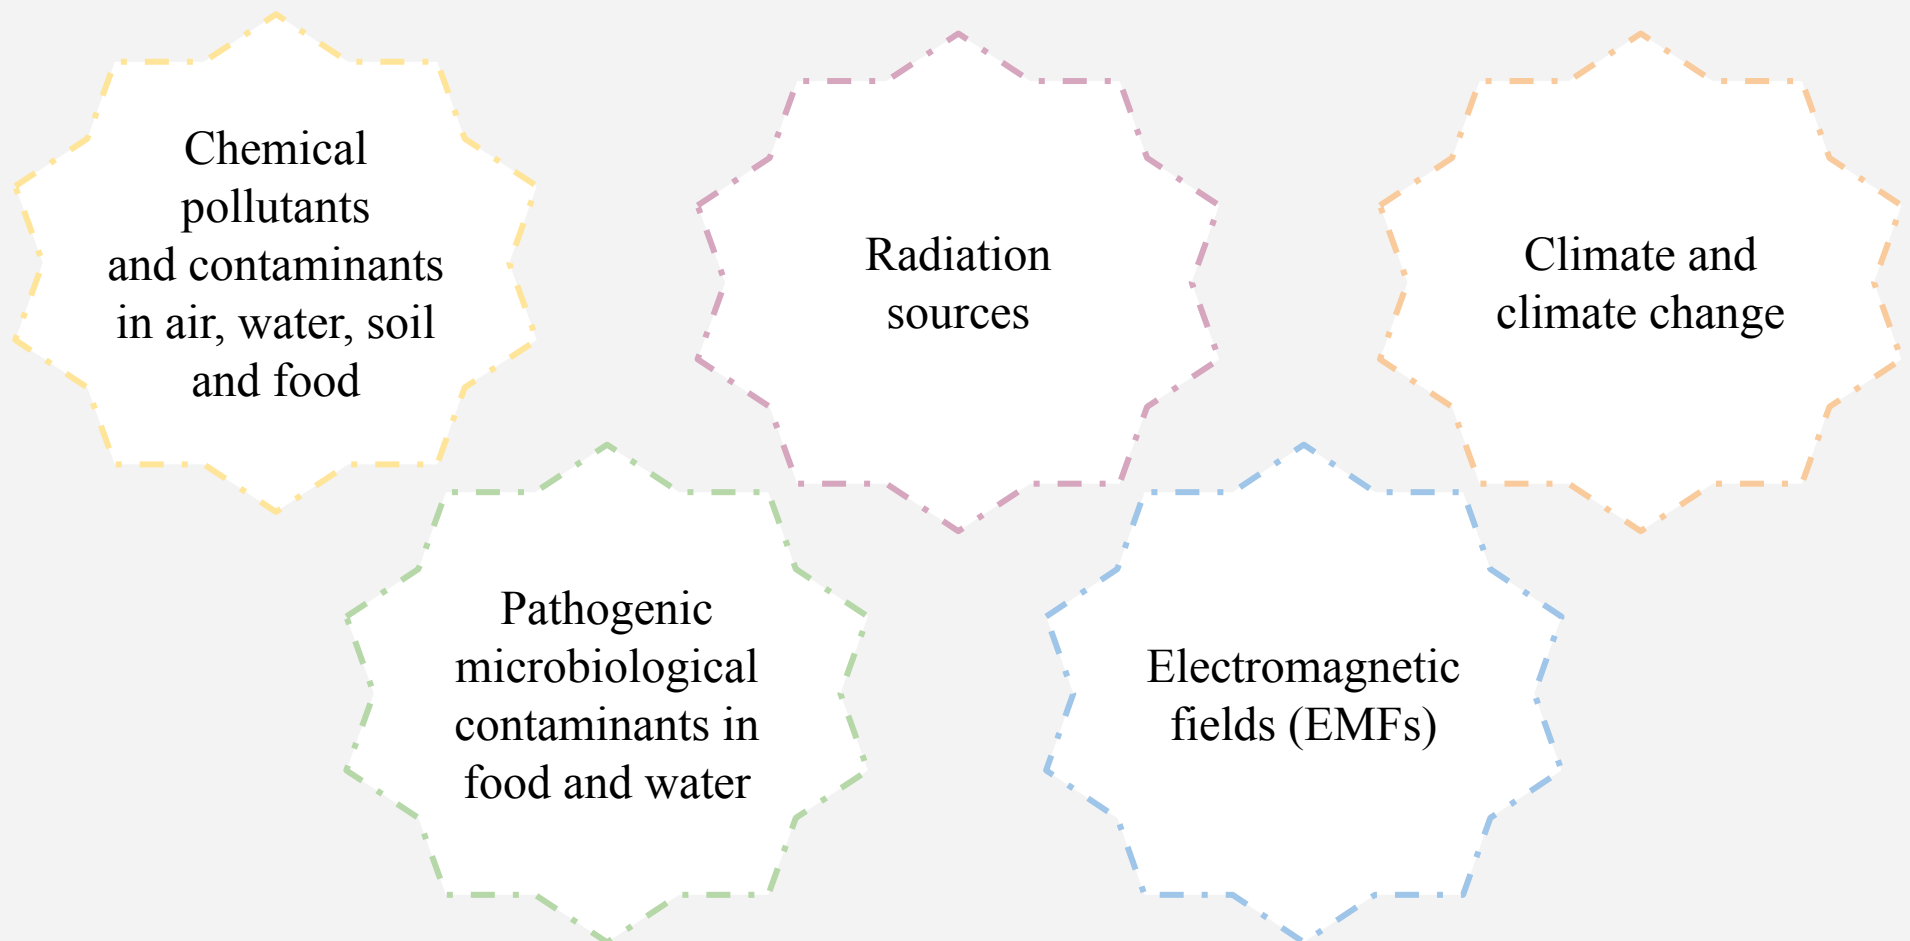 Chemical
pollutants
and contaminants
in air, water, soil
and food
Radiation
sources
Climate and
climate change
Pathogenic
microbiological
contaminants in
food and water
Electromagnetic
fields (EMFs)